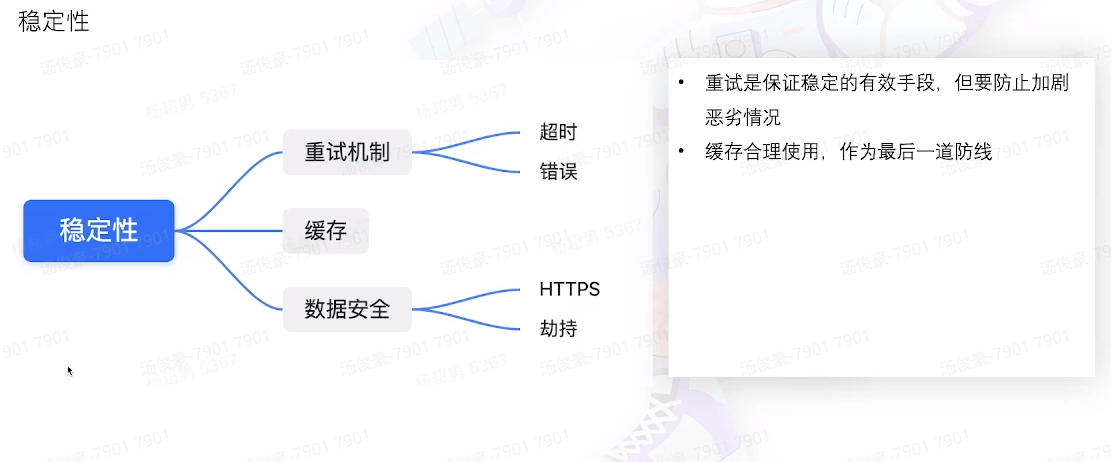 稳定性
稳定性
重试机制
超时
错误
缓存
数据安全
HTTPS
劫持
• 重试是保证稳定的有效手段，但要防止加剧
恶劣情况
• 缓存合理使用，作为最后一道防线
汤俊豪-7901 7901
杨超男 5367